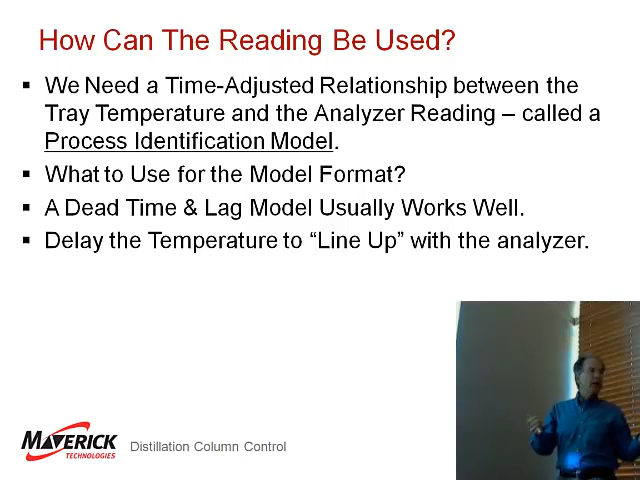 How Can The Reading Be Used?
▪ We Need a Time-Adjusted Relationship between the
Tray Temperature and the Analyzer Reading – called a
Process Identification Model.
▪ What to Use for the Model Format?
▪ A Dead Time & Lag Model Usually Works Well.
▪ Delay the Temperature to “Line Up” with the analyzer.
MAVERICK
TECHNOLOGIES
Distillation Column Control